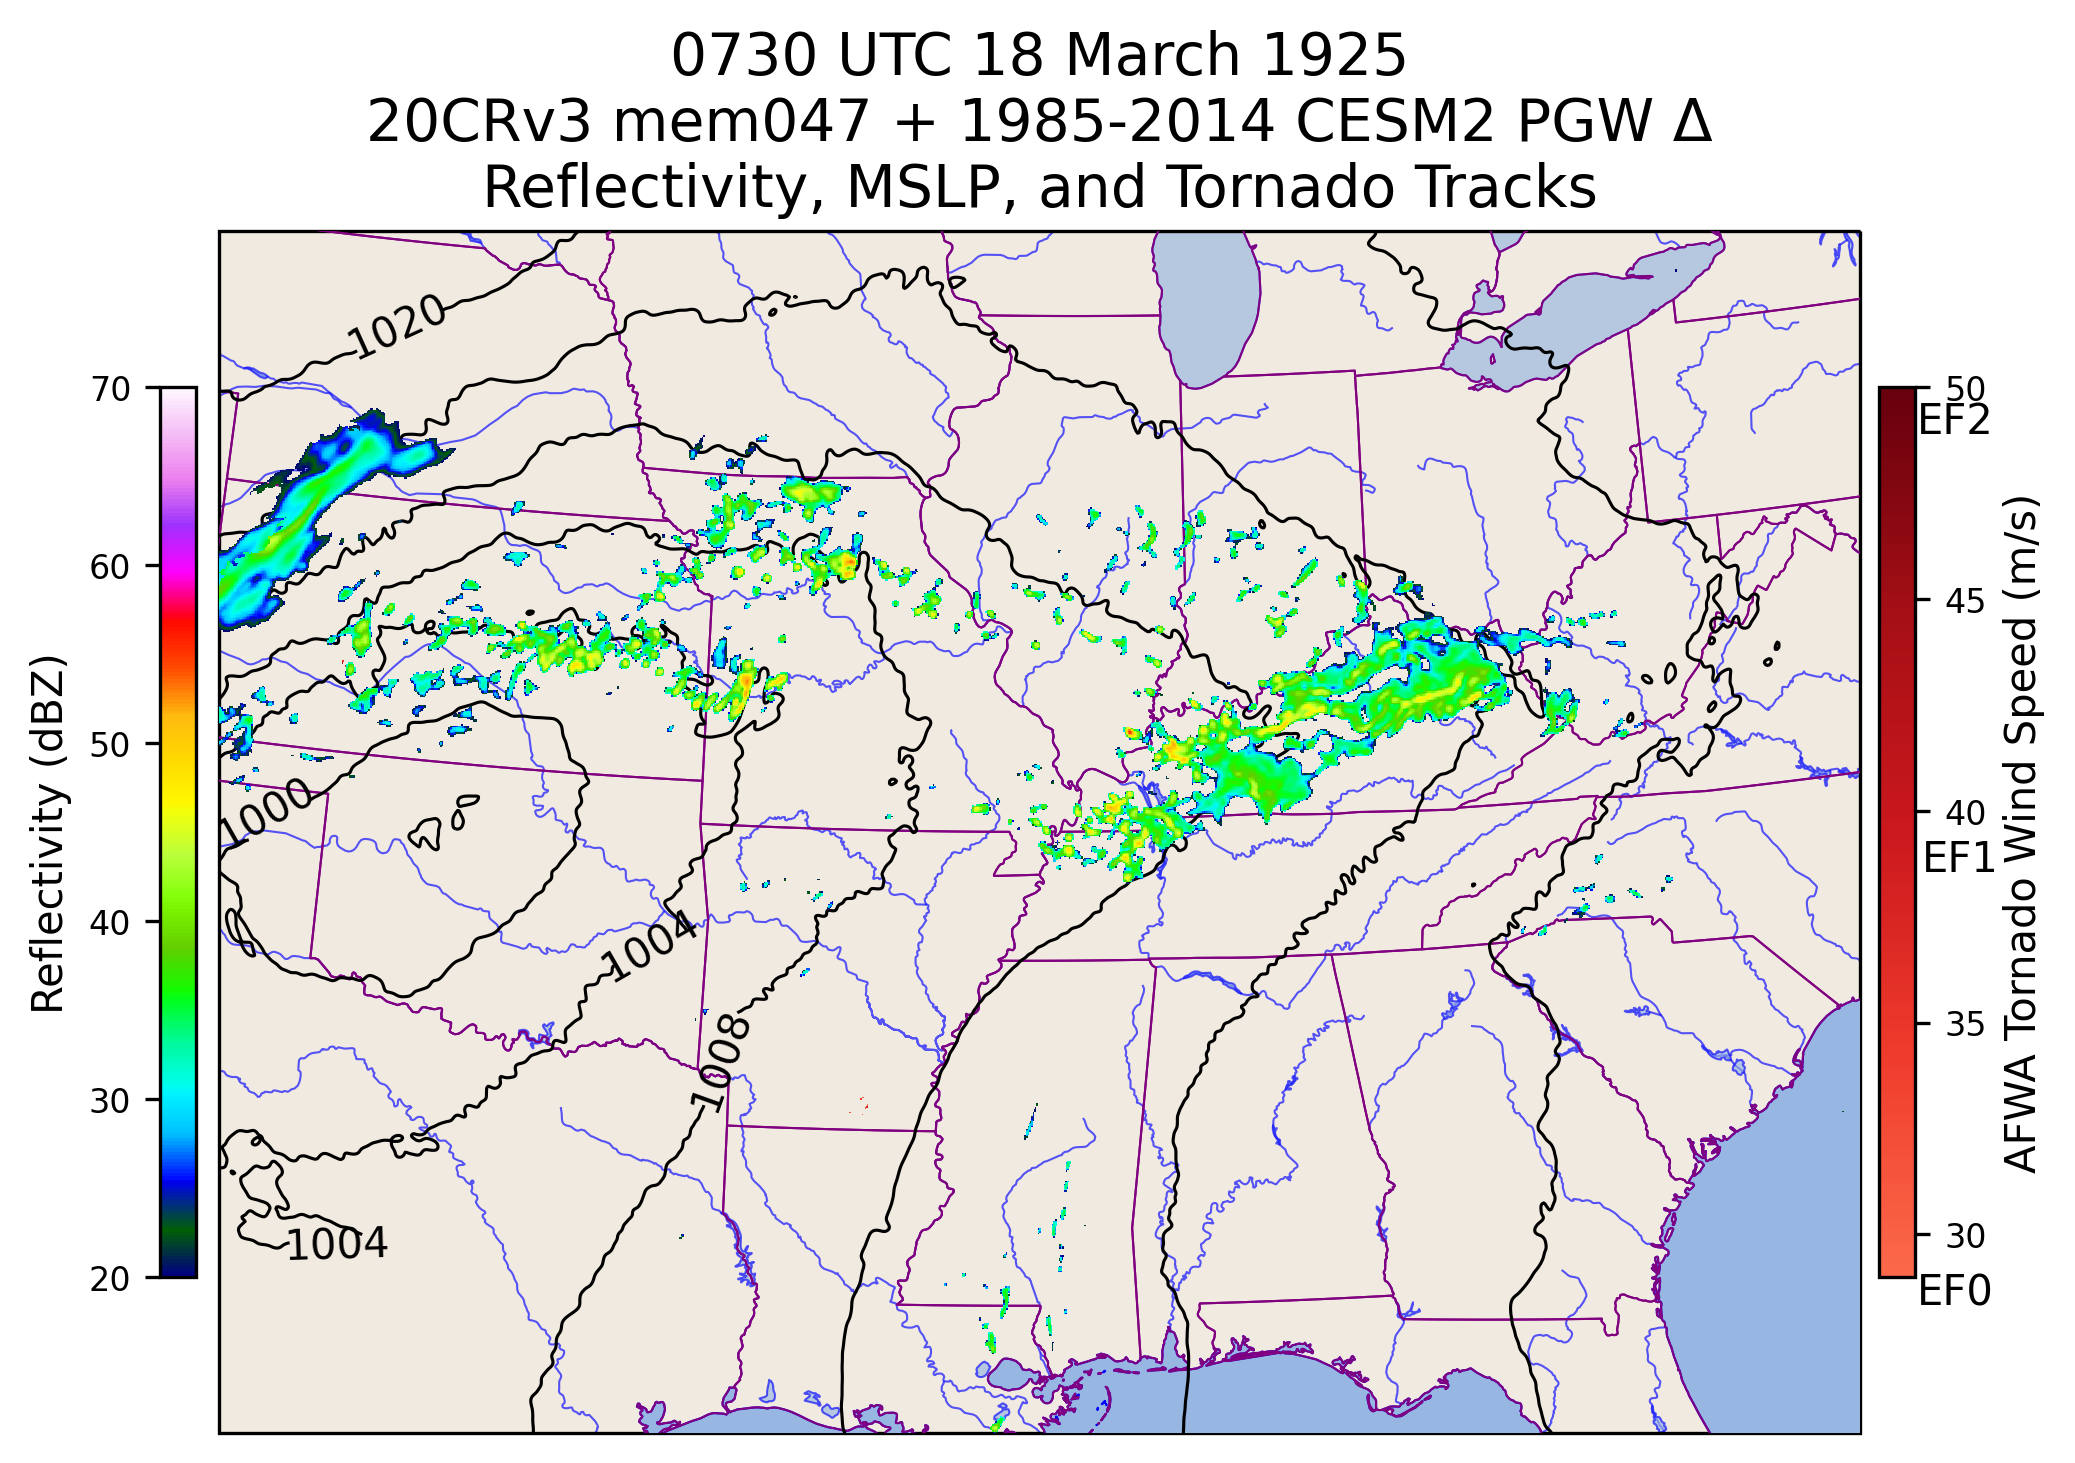 0730 UTC 18 March 1925
20CRv3 mem047 + 1985-2014 CESM2 PGW Δ
Reflectivity, MSLP, and Tornado Tracks
Reflectivity (dBZ)
70
60
50
40
30
20
1020
1000
1004
1008
1004
50
EF2
45
40
EF1
35
30
EF0
AFWA Tornado Wind Speed (m/s)